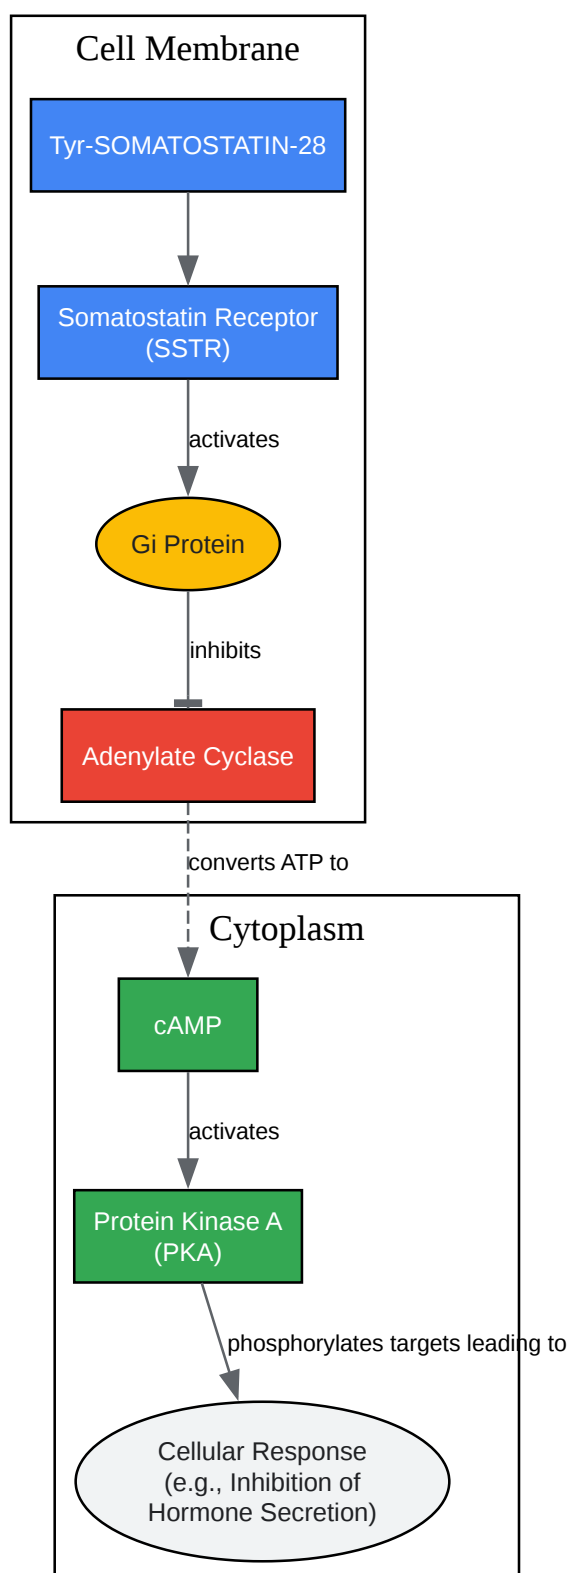 Cell Membrane
Tyr-SOMATOSTATIN-28
Somatostatin Receptor
(SSTR)
activates
Gi Protein
inhibits
Adenylate Cyclase
converts ATP to
Cytoplasm
cAMP
activates
Protein Kinase A
(PKA)
phosphorylates targets leading to
Cellular Response
(e.g., Inhibition of
Hormone Secretion)